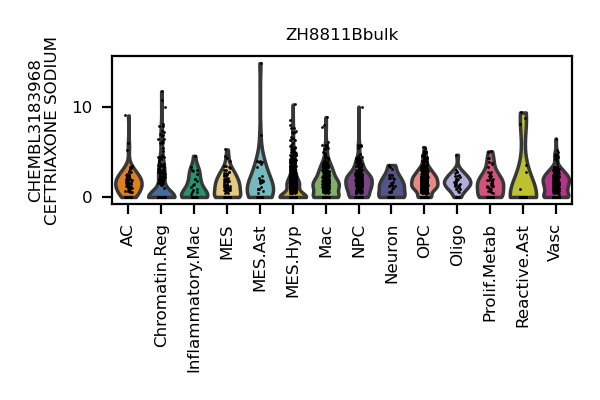 ZH8811Bbulk
CHEMBL3183968
CEFTRIAXONE SODIUM
10
0
AC
Chromatin.Reg
Inflammatory.Mac
MES
MES.Ast
MES.Hyp
Mac
NPC
Neuron
OPC
Oligo
Prolif.Metab
Reactive.Ast
Vasc